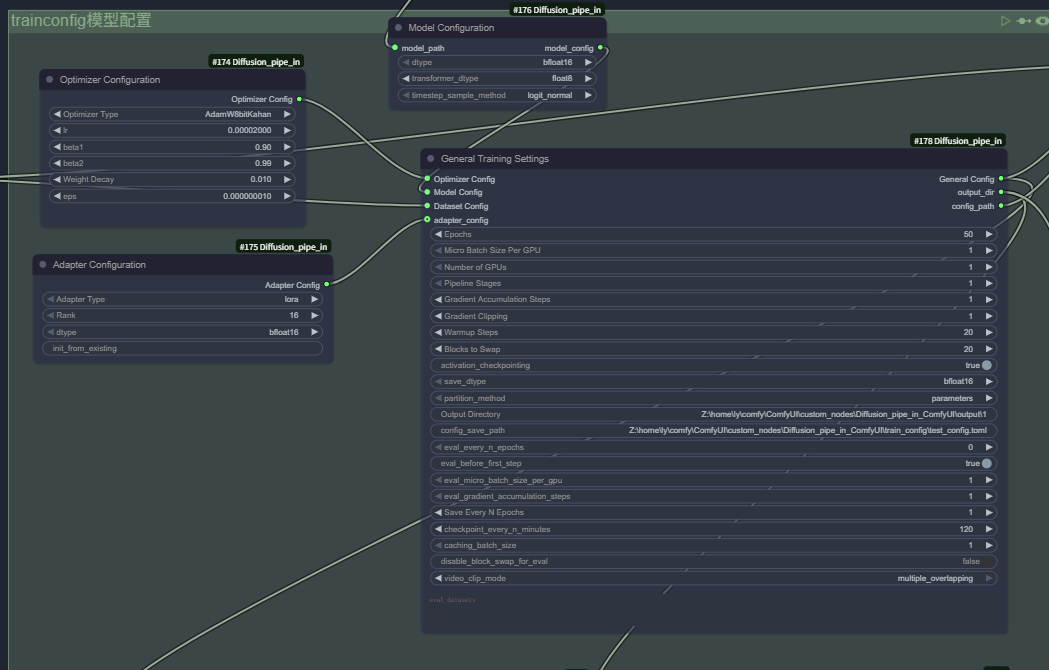 trainconfig模型配置
#176 Diffusion_pipe_in
Model Configuration
model_path model_config
dtype bfloat16
transformer_dtype float8
timestep_sample_method logit_normal
#174 Diffusion_pipe_in
Optimizer Configuration
Optimizer Config
Optimizer Type AdamW8bitKahan
lr 0.00002000
beta1 0.90
beta2 0.99
Weight Decay 0.010
eps 0.000000010
#175 Diffusion_pipe_in
Adapter Configuration
Adapter Config
Adapter Type lora
Rank 16
dtype bfloat16
init_from_existing
#178 Diffusion_pipe_in
General Training Settings
Optimizer Config General Config
Model Config output_dir
Dataset Config config_path
adapter_config
Epochs 50
Micro Batch Size Per GPU 1
Number of GPUs 1
Pipeline Stages 1
Gradient Accumulation Steps 1
Gradient Clipping 1
Warmup Steps 20
Blocks to Swap 20
activation_checkpointing true
save_dtype bfloat16
partition_method parameters
Output Directory Z:\home\ly\comfy\ComfyUI\custom_nodes\Diffusion_pipe_in_ComfyUI\output\1
config_save_path Z:\home\ly\comfy\ComfyUI\custom_nodes\Diffusion_pipe_in_ComfyUI\train_config\test_config.toml
eval_every_n_epochs 0
eval_before_first_step true
eval_micro_batch_size_per_gpu 1
eval_gradient_accumulation_steps 1
Save Every N Epochs 1
checkpoint_every_n_minutes 120
caching_batch_size 1
disable_block_swap_for_eval false
video_clip_mode multiple_overlapping
eval_datasets